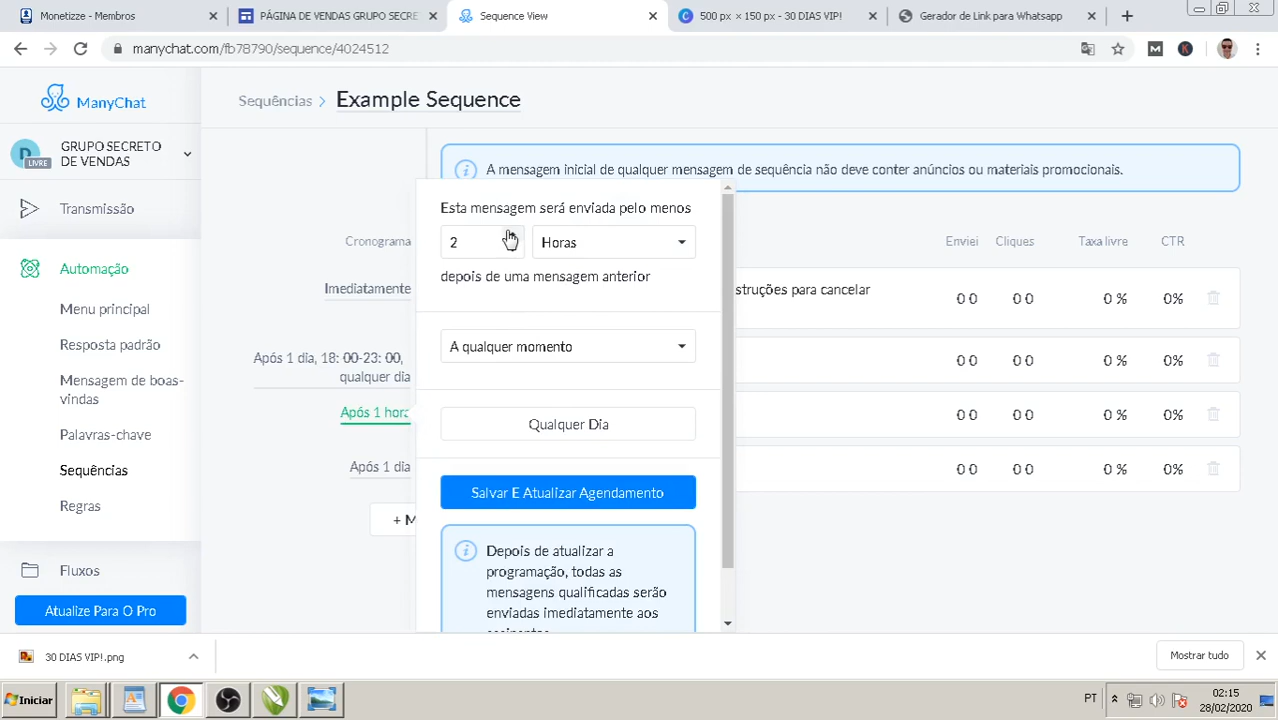 Monetizze - Membros
PÁGINA DE VENDAS GRUPO SECRE
Sequence View
500 px × 150 px - 30 DIAS VIP!
Gerador de Link para Whatsapp
manychat.com/fb78790/sequence/4024512
ManyChat
Sequências
Example Sequence
GRUPO SECRETO
DE VENDAS
LIVRE
A mensagem inicial de qualquer mensagem de sequência não deve conter anúncios ou materiais promocionais.
Transmissão
Esta mensagem será enviada pelo menos
Cronograma
2
Horas
Enviei
Cliques
Taxa livre
CTR
Automação
depois de uma mensagem anterior
Imediatamente
struções para cancelar
0 0
0 0
0 %
0%
Menu principal
Resposta padrão
A qualquer momento
Após 1 dia, 18: 00-23: 00,
qualquer dia
0 0
0 0
0 %
0%
Mensagem de boas-
vindas
Após 1 hora
Qualquer Dia
0 0
0 0
0 %
0%
Palavras-chave
Sequências
Após 1 dia
0 0
0 0
0 %
0%
Salvar E Atualizar Agendamento
Regras
+ M
Depois de atualizar a
programação, todas as
mensagens qualificadas serão
enviadas imediatamente aos
Fluxos
Atualize Para O Pro
30 DIAS VIP!.png
Mostrar tudo
Iniciar
PT
02:15
28/02/2020